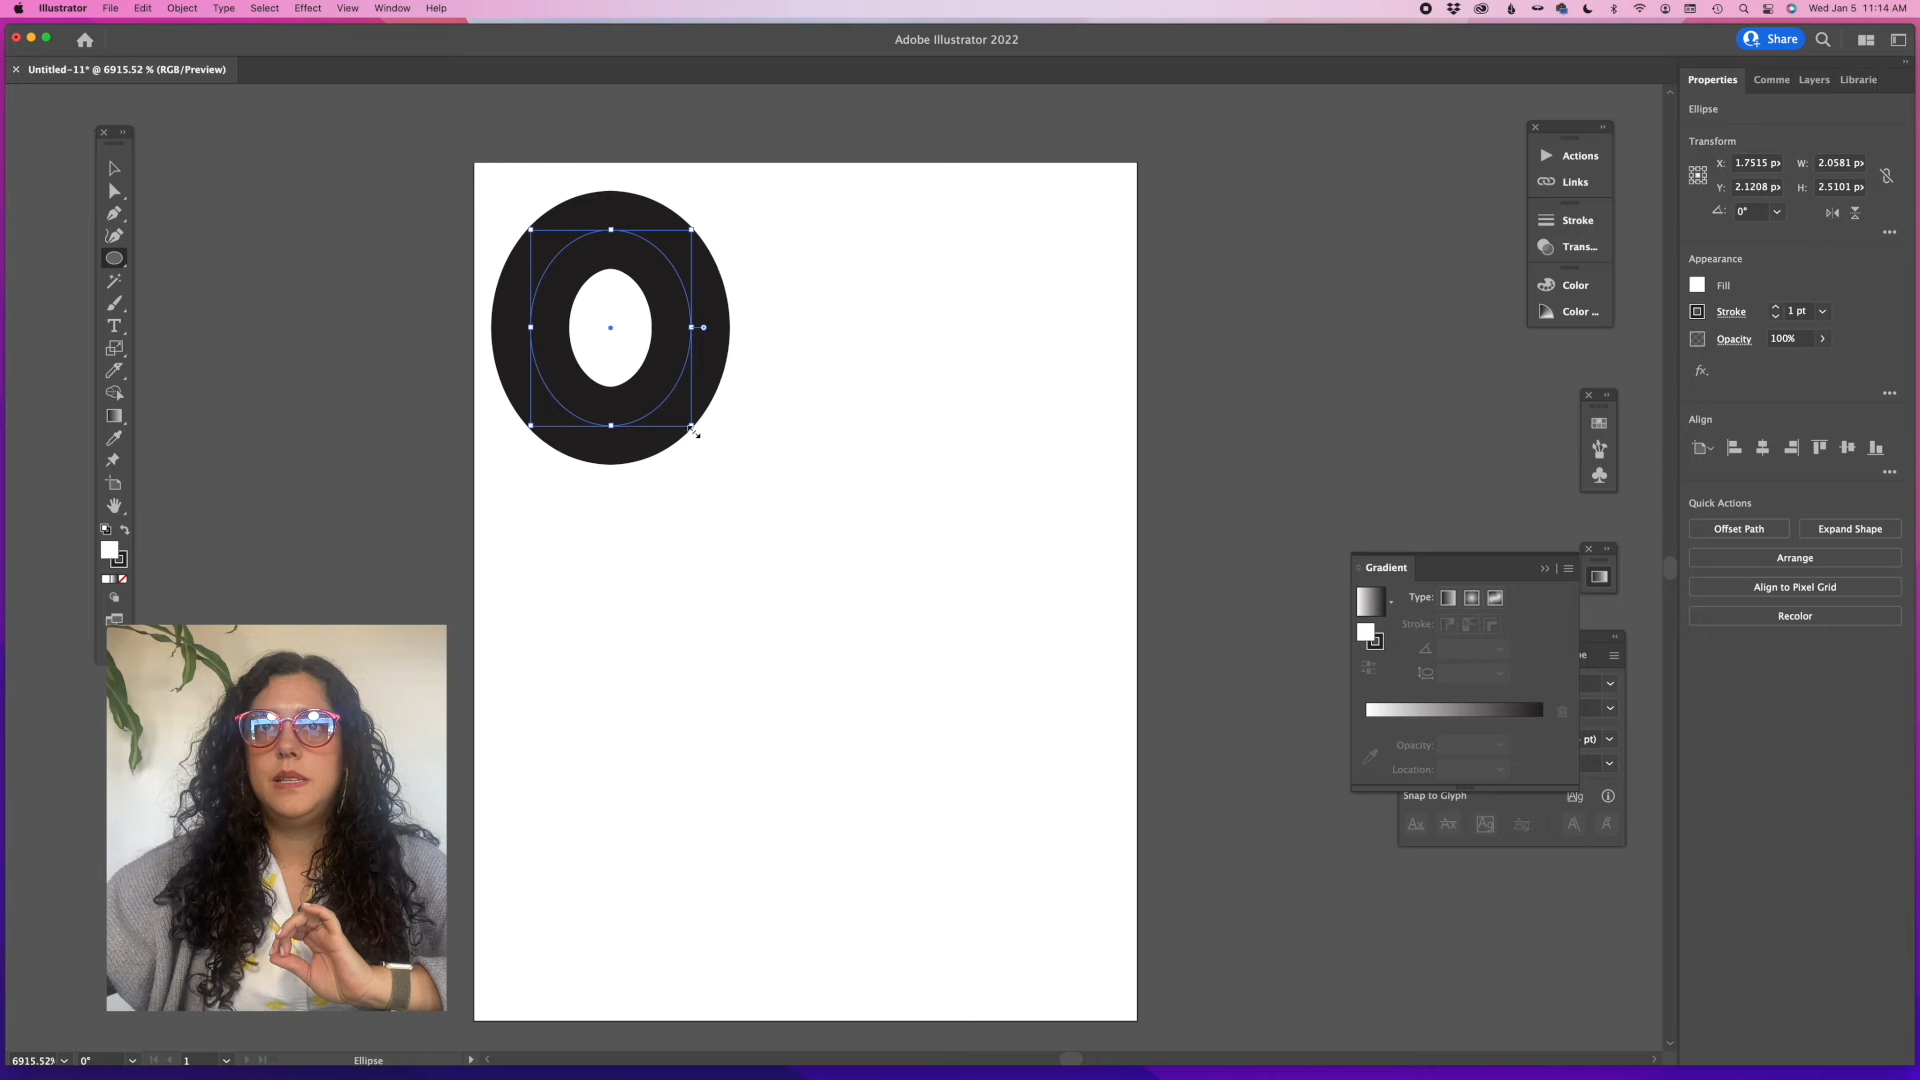 Illustrator File Edit Object Type Select Effect View Window Help
Wed Jan 5 11:14 AM
Adobe Illustrator 2022
Share
× Untitled-11* @ 6915.52 % (RGB/Preview)
Properties Comme Layers Librarie
Ellipse
Transform
X: 1.7515 px W: 2.0581 px
Y: 2.1208 px H: 2.5101 px
0°
Appearance
Fill
Stroke 1 pt
Opacity 100%
fx.
Align
Quick Actions
Offset Path Expand Shape
Arrange
Align to Pixel Grid
Recolor
Actions
Links
Stroke
Trans...
Color
Color ...
Gradient
Type:
Stroke:
Opacity:
Location:
pt)
Snap to Glyph
6915.52% 0° 1 Ellipse